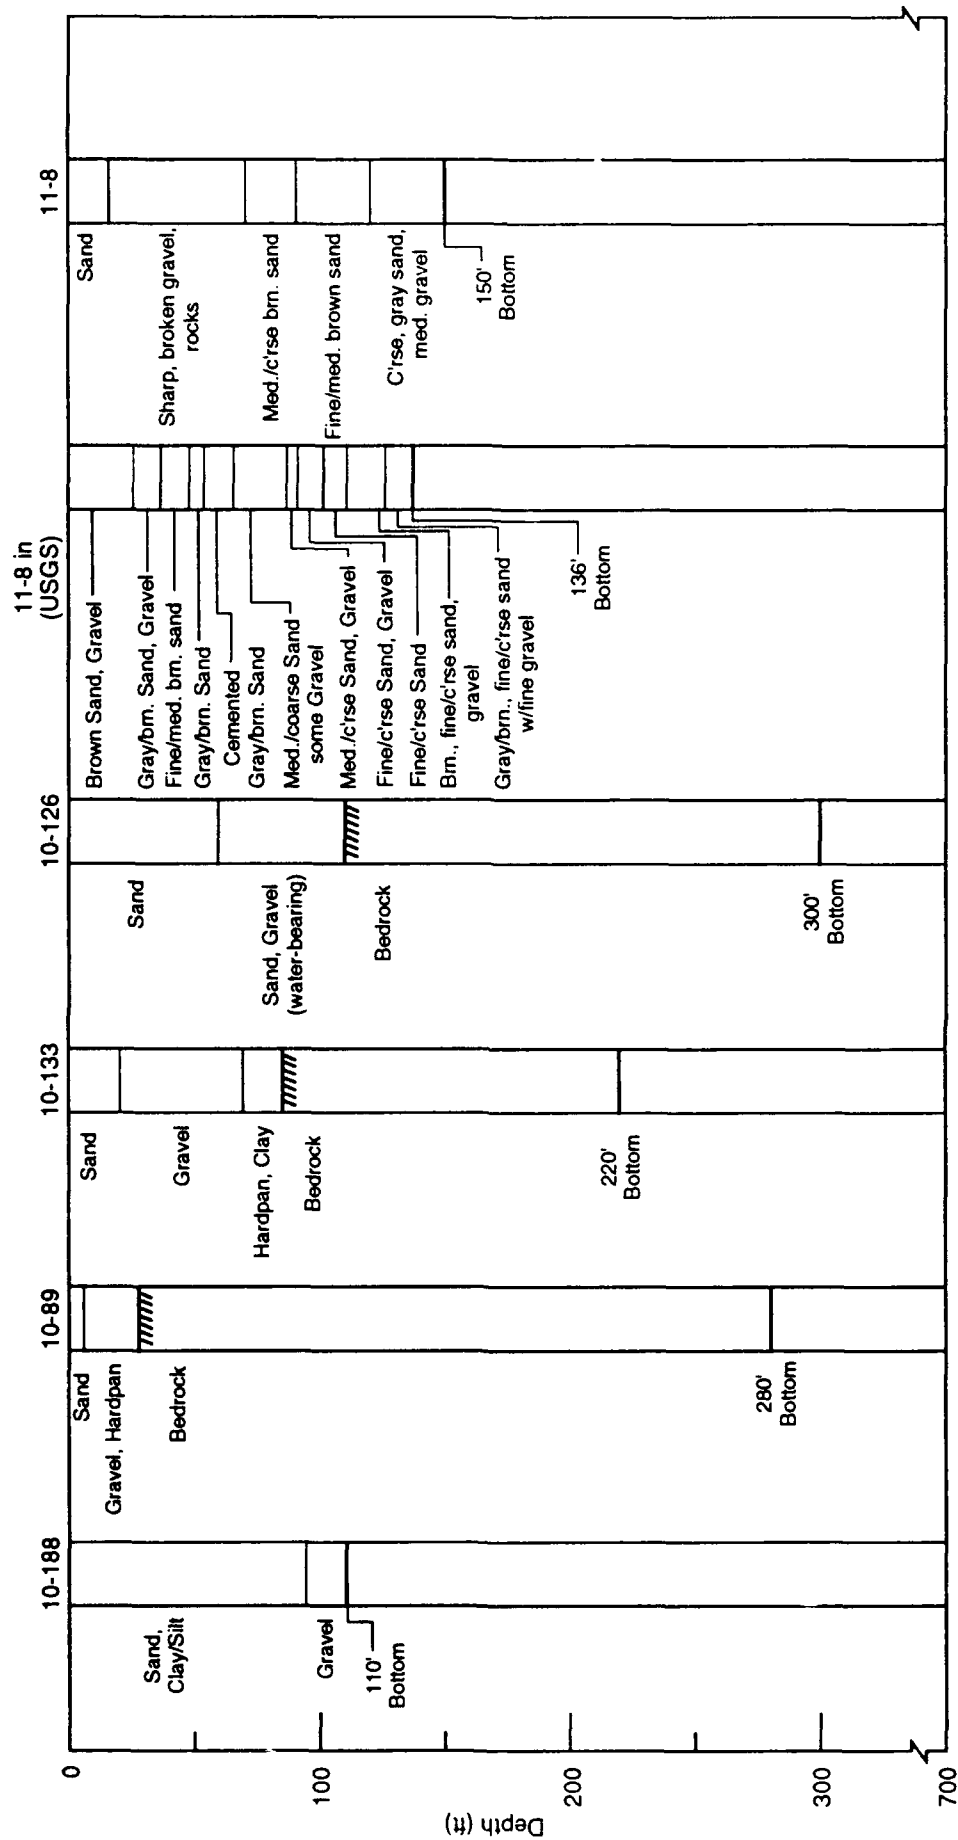 10-188
10-89
10-133
10-126
11-8 in
(USGS)
11-8
0
100
200
300
700
Depth (ft)
Sand,
Clay/Silt
Gravel
110'
Bottom
Sand
Gravel, Hardpan
Bedrock
280'
Bottom
Sand
Gravel
Hardpan, Clay
Bedrock
220'
Bottom
Sand
Sand, Gravel
(water-bearing)
Bedrock
300'
Bottom
Brown Sand, Gravel
Gray/brn. Sand, Gravel
Fine/med. brn. sand
Gray/brn. Sand
Cemented
Gray/brn. Sand
Med./coarse Sand
some Gravel
Med./c'rse Sand, Gravel
Fine/c'rse Sand, Gravel
Fine/c'rse Sand
Brn., fine/c'rse sand,
gravel
Gray/brn., fine/c'rse sand
w/fine gravel
136'
Bottom
Sand
Sharp, broken gravel,
rocks
Med./c'rse brn. sand
Fine/med. brown sand
C'rse, gray sand,
med. gravel
150'
Bottom